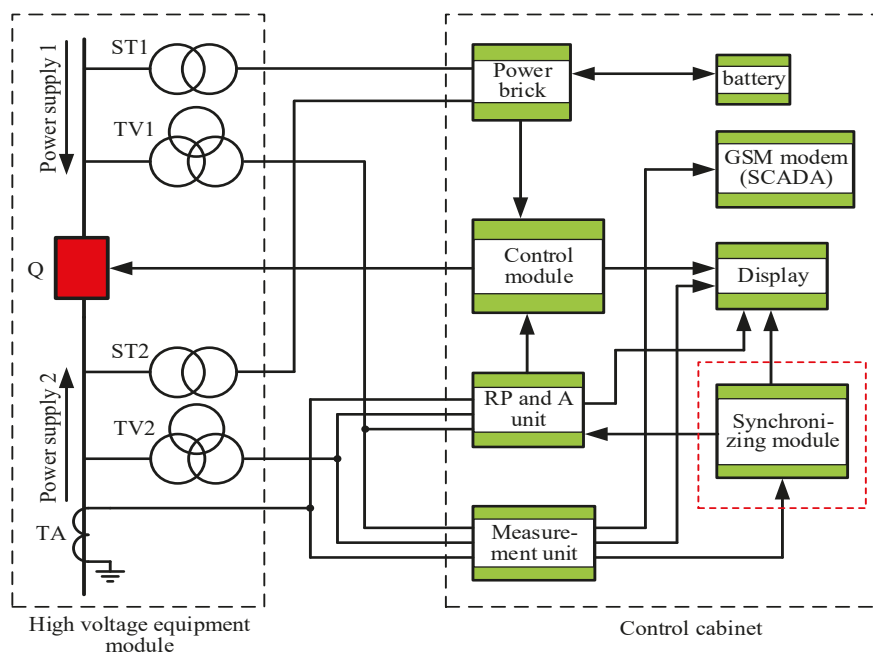 Power supply 1
ST1
TV1
Q
ST2
Power supply 2
TV2
TA
High voltage equipment
module
Power
brick
battery
GSM modem
(SCADA)
Control
module
Display
RP and A
unit
Synchroni-
zing module
Measure-
ment unit
Control cabinet